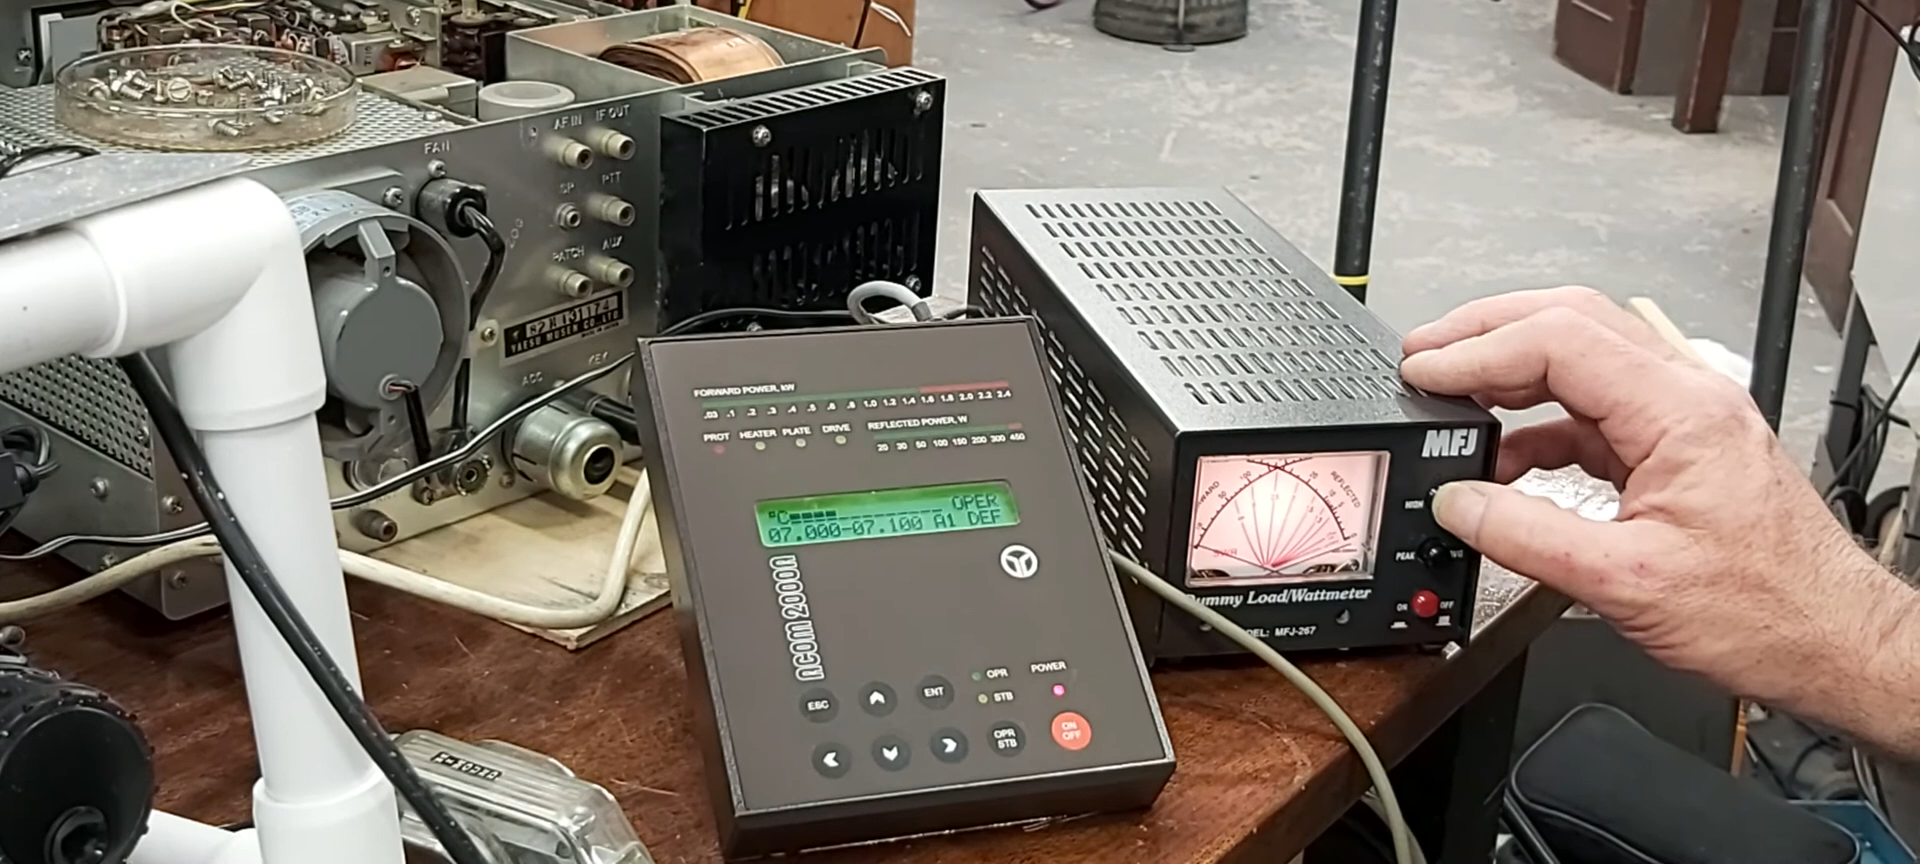 FAN
AF IN IF OUT
SP PTT
PATCH AUX
YAESU MUSEN CO., LTD.
ACC KEY
FORWARD POWER, kW
.03 .1 .2 .3 .4 .5 .6 .8 1.0 1.2 1.4 1.6 1.8 2.0 2.2 2.4
PROT HEATER PLATE DRIVE
REFLECTED POWER, W
20 30 50 100 150 200 300 450
OPER
07.000-07.100 A1 DEF
ACOM 2000A
OPR
STB
POWER
ESC
ENT
OPR
STB
ON
OFF
MFJ
REFLECTED
SWR
HIGH
PEAK
ON OFF
Dummy Load/Wattmeter
MFJ-267